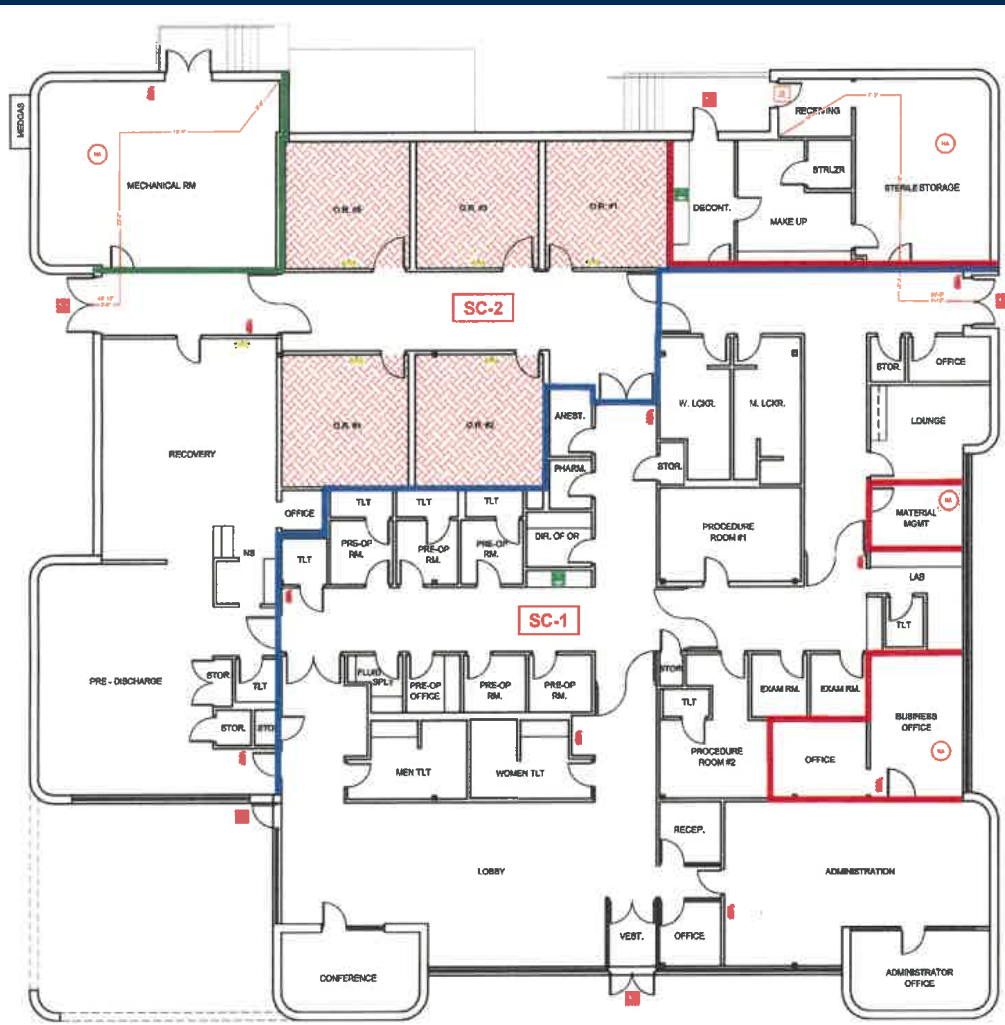 MEDGAS
MECHANICAL RM
NA
RECEIVING
STRLZR
STERILE STORAGE
NA
DECONT.
MAKE UP
O.R. #5
O.R. #3
O.R. #1
SC-2
O.R. #2
ANEST.
PHARM.
W. LCKR.
M. LCKR.
STOR.
OFFICE
LOUNGE
STOR.
RECOVERY
OFFICE
TLT
TLT
TLT
TLT
PRE-OP
RM.
PRE-OP
RM.
PRE-OP
RM.
DIR. OF OR
PROCEDURE
ROOM #1
MATERIAL
MGMT
NA
LAB
TLT
NS
SC-1
PRE - DISCHARGE
STOR.
TLT
STOR.
FLUID
SPLY
PRE-OP
OFFICE
PRE-OP
RM.
PRE-OP
RM.
STOR.
TLT
EXAM RM.
EXAM RM.
BUSINESS
OFFICE
NA
PROCEDURE
ROOM #2
OFFICE
MEN TLT
WOMEN TLT
RECEP.
LOBBY
ADMINISTRATION
VEST.
OFFICE
CONFERENCE
ADMINISTRATOR
OFFICE